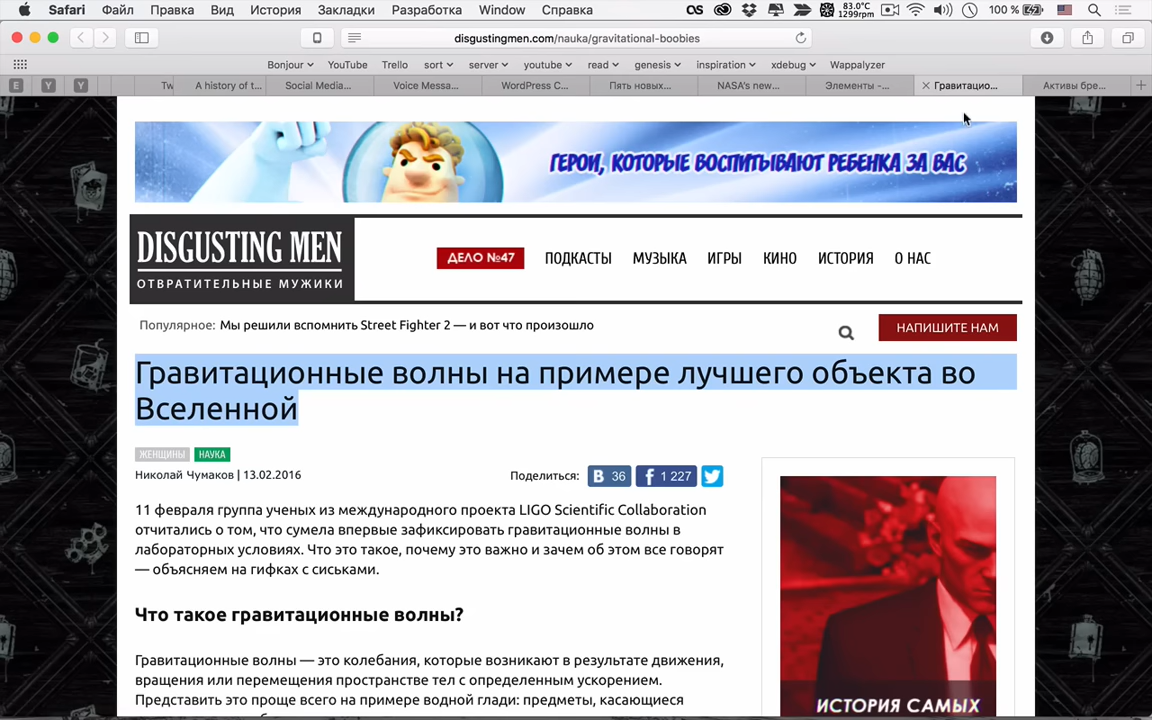 Safari Файл Правка Вид История Закладки Разработка Window Справка
83.0°C
1299rpm
100 %
disgustingmen.com/nauka/gravitational-boobies
Bonjour YouTube Trello sort server youtube read genesis inspiration xdebug Wappalyzer
E Y Y Tw A history of t... Social Media... Voice Messa... WordPress C... Пять новых... NASA's new... Элементы -... Гравитацио... Активы бре...
ГЕРОИ, КОТОРЫЕ ВОСПИТЫВАЮТ РЕБЕНКА ЗА ВАС
DISGUSTING MEN
ОТВРАТИТЕЛЬНЫЕ МУЖИКИ
ДЕЛО №47 ПОДКАСТЫ МУЗЫКА ИГРЫ КИНО ИСТОРИЯ О НАС
Популярное: Мы решили вспомнить Street Fighter 2 — и вот что произошло
НАПИШИТЕ НАМ
Гравитационные волны на примере лучшего объекта во
Вселенной
ЖЕНЩИНЫ НАУКА
Николай Чумаков | 13.02.2016
Поделиться: B 36 f 1 227
11 февраля группа ученых из международного проекта LIGO Scientific Collaboration
отчитались о том, что сумела впервые зафиксировать гравитационные волны в
лабораторных условиях. Что это такое, почему это важно и зачем об этом все говорят
— объясняем на гифках с сиськами.
Что такое гравитационные волны?
Гравитационные волны — это колебания, которые возникают в результате движения,
вращения или перемещения пространстве тел с определенным ускорением.
Представить это проще всего на примере водной глади: предметы, касающиеся
ИСТОРИЯ САМЫХ